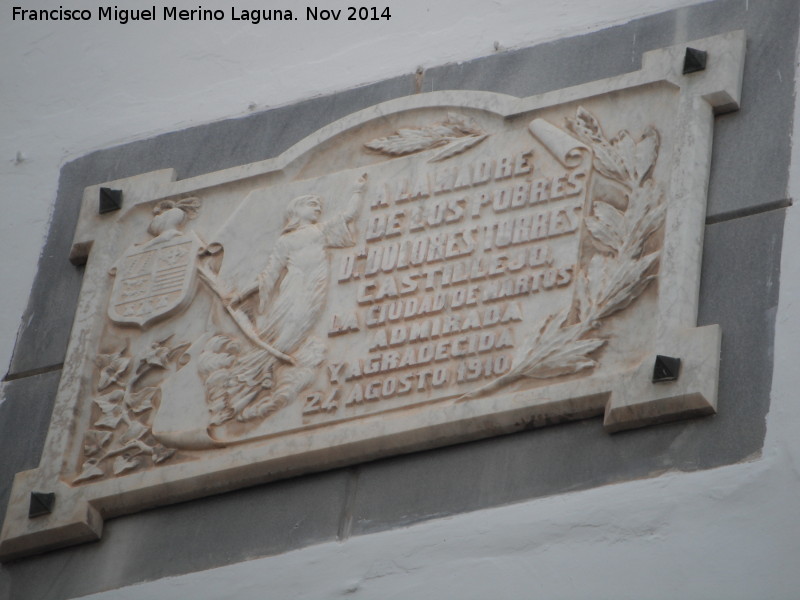 Francisco Miguel Merino Laguna. Nov 2014
A LA MADRE
DE LOS POBRES
Dª DOLORES TORRES
CASTILLEJO,
LA CIUDAD DE MARTOS
ADMIRADA
Y AGRADECIDA
24 AGOSTO. 1910